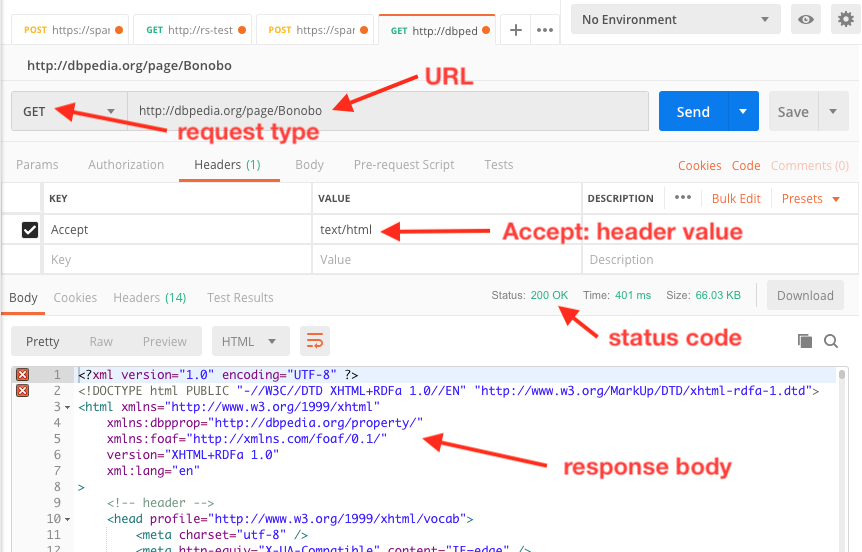 POST https://spar GET http://rs-test POST https://spar GET http://dbped + ••• No Environment
http://dbpedia.org/page/Bonobo
URL
GET http://dbpedia.org/page/Bonobo Send Save
request type
Params Authorization Headers (1) Body Pre-request Script Tests Cookies Code Comments (0)
KEY VALUE DESCRIPTION ••• Bulk Edit Presets
Accept text/html Accept: header value
Key Value Description
Body Cookies Headers (14) Test Results Status: 200 OK Time: 401 ms Size: 66.03 KB Download
status code
Pretty Raw Preview HTML
1 <?xml version="1.0" encoding="UTF-8" ?>
2 <!DOCTYPE html PUBLIC "-//W3C//DTD XHTML+RDFa 1.0//EN" "http://www.w3.org/MarkUp/DTD/xhtml-rdfa-1.dtd">
3 <html xmlns="http://www.w3.org/1999/xhtml"
4 xmlns:dbpprop="http://dbpedia.org/property/"
5 xmlns:foaf="http://xmlns.com/foaf/0.1/"
6 version="XHTML+RDFa 1.0"
response body
7 xml:lang="en"
8 >
9 <!-- header -->
10 <head profile="http://www.w3.org/1999/xhtml/vocab">
11 <meta charset="utf-8" />
12 <meta http-equiv="X-UA-Compatible" content="IE=edge" />